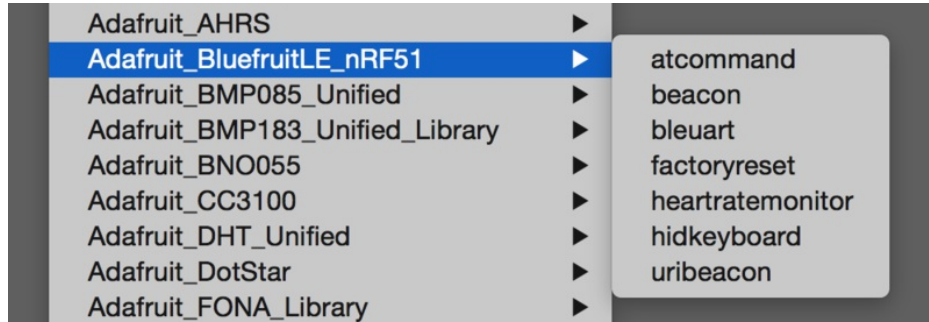 Adafruit_AHRS
Adafruit_BluefruitLE_nRF51
Adafruit_BMP085_Unified
Adafruit_BMP183_Unified_Library
Adafruit_BNO055
Adafruit_CC3100
Adafruit_DHT_Unified
Adafruit_DotStar
Adafruit_FONA_Library
atcommand
beacon
bleuart
factoryreset
heartratemonitor
hidkeyboard
uribeacon